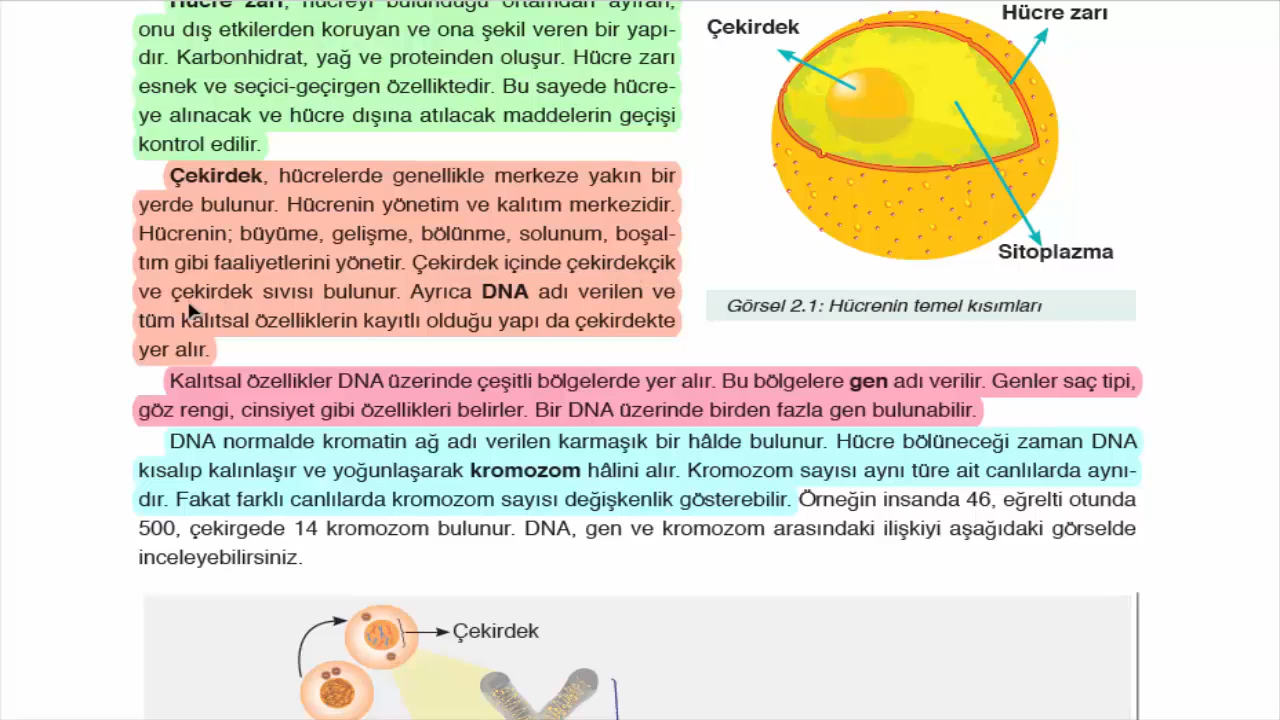 Hücre zarı, hücreyi bulunduğu ortamdan ayıran,
onu dış etkilerden koruyan ve ona şekil veren bir yapı-
dır. Karbonhidrat, yağ ve proteinden oluşur. Hücre zarı
esnek ve seçici-geçirgen özelliktedir. Bu sayede hücre-
ye alınacak ve hücre dışına atılacak maddelerin geçişi
kontrol edilir.
Çekirdek, hücrelerde genellikle merkeze yakın bir
yerde bulunur. Hücrenin yönetim ve kalıtım merkezidir.
Hücrenin; büyüme, gelişme, bölünme, solunum, boşal-
tım gibi faaliyetlerini yönetir. Çekirdek içinde çekirdekçik
ve çekirdek sıvısı bulunur. Ayrıca DNA adı verilen ve
tüm kalıtsal özelliklerin kayıtlı olduğu yapı da çekirdekte
yer alır.
Çekirdek
Hücre zarı
Sitoplazma
Görsel 2.1: Hücrenin temel kısımları
Kalıtsal özellikler DNA üzerinde çeşitli bölgelerde yer alır. Bu bölgelere gen adı verilir. Genler saç tipi,
göz rengi, cinsiyet gibi özellikleri belirler. Bir DNA üzerinde birden fazla gen bulunabilir.
DNA normalde kromatin ağ adı verilen karmaşık bir hâlde bulunur. Hücre bölüneceği zaman DNA
kısalıp kalınlaşır ve yoğunlaşarak kromozom hâlini alır. Kromozom sayısı aynı türe ait canlılarda aynı-
dır. Fakat farklı canlılarda kromozom sayısı değişkenlik gösterebilir. Örneğin insanda 46, eğrelti otunda
500, çekirgede 14 kromozom bulunur. DNA, gen ve kromozom arasındaki ilişkiyi aşağıdaki görselde
inceleyebilirsiniz.
Çekirdek